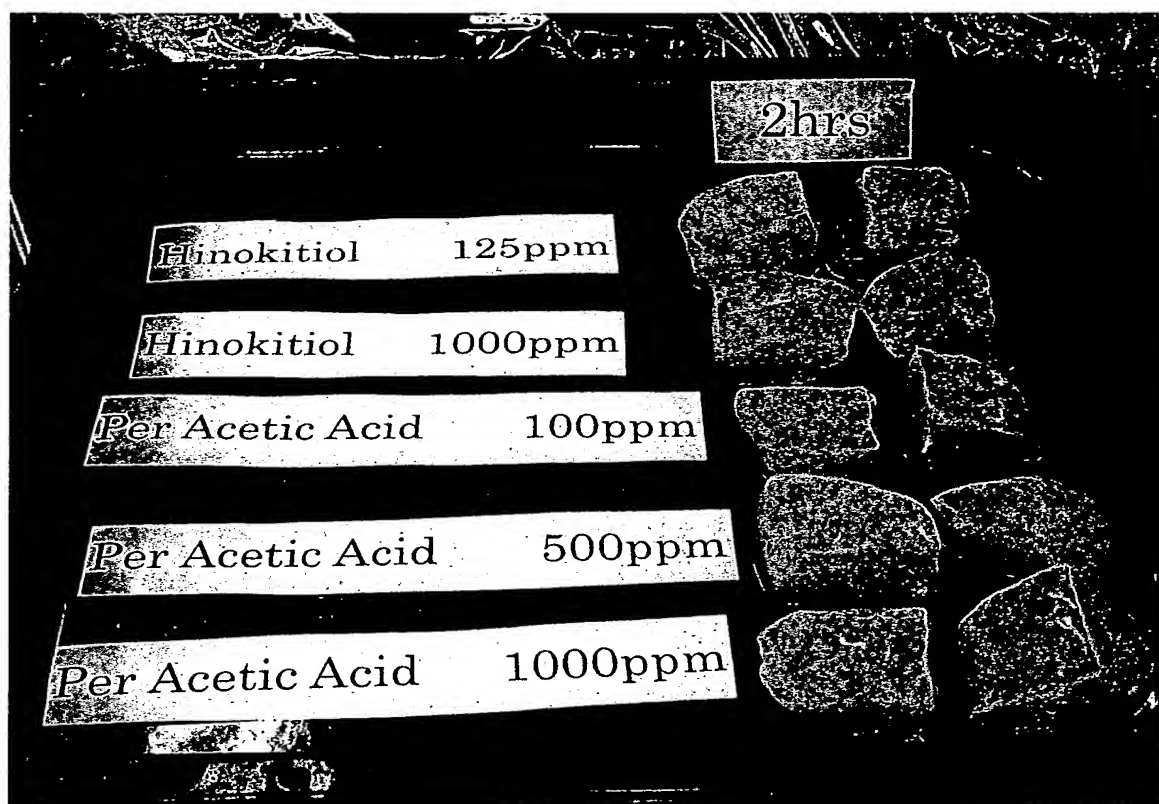 2hrs
Hinokitiol 125ppm
Hinokitiol 1000ppm
Per Acetic Acid 100ppm
Per Acetic Acid 500ppm
Per Acetic Acid 1000ppm